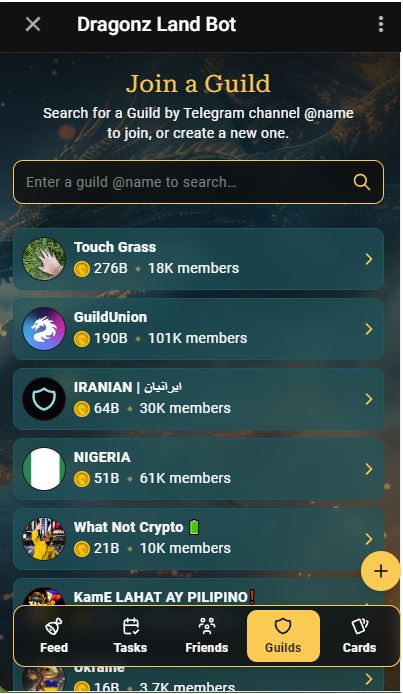 Dragonz Land Bot
Join a Guild
Search for a Guild by Telegram channel @name
to join, or create a new one.
Enter a guild @name to search...
Touch Grass
276B • 18K members
GuildUnion
190B • 101K members
IRANIAN | ایرانیان
64B • 30K members
NIGERIA
51B • 61K members
What Not Crypto
21B • 10K members
KamE LAHAT AY PILIPINO❗
Feed
Tasks
Friends
Guilds
Cards
Ukraine
16B • 3.7K members